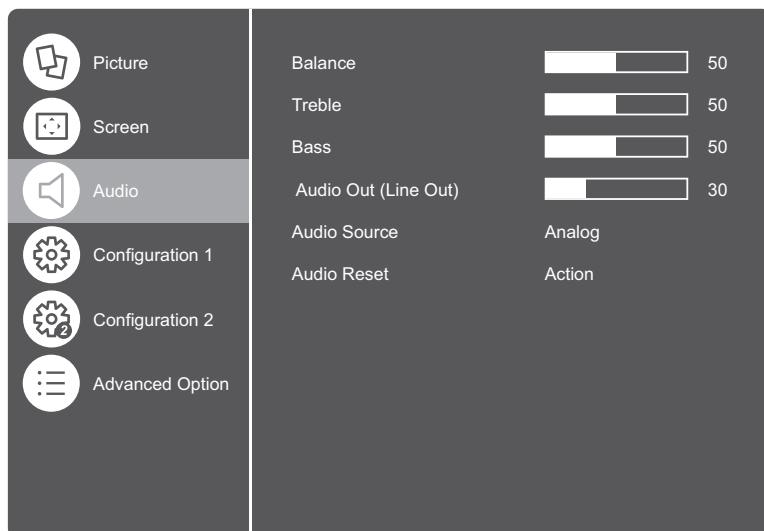 Picture
Screen
Audio
Configuration 1
Configuration 2
2
Advanced Option
Balance 50
Treble 50
Bass 50
Audio Out (Line Out) 30
Audio Source Analog
Audio Reset Action